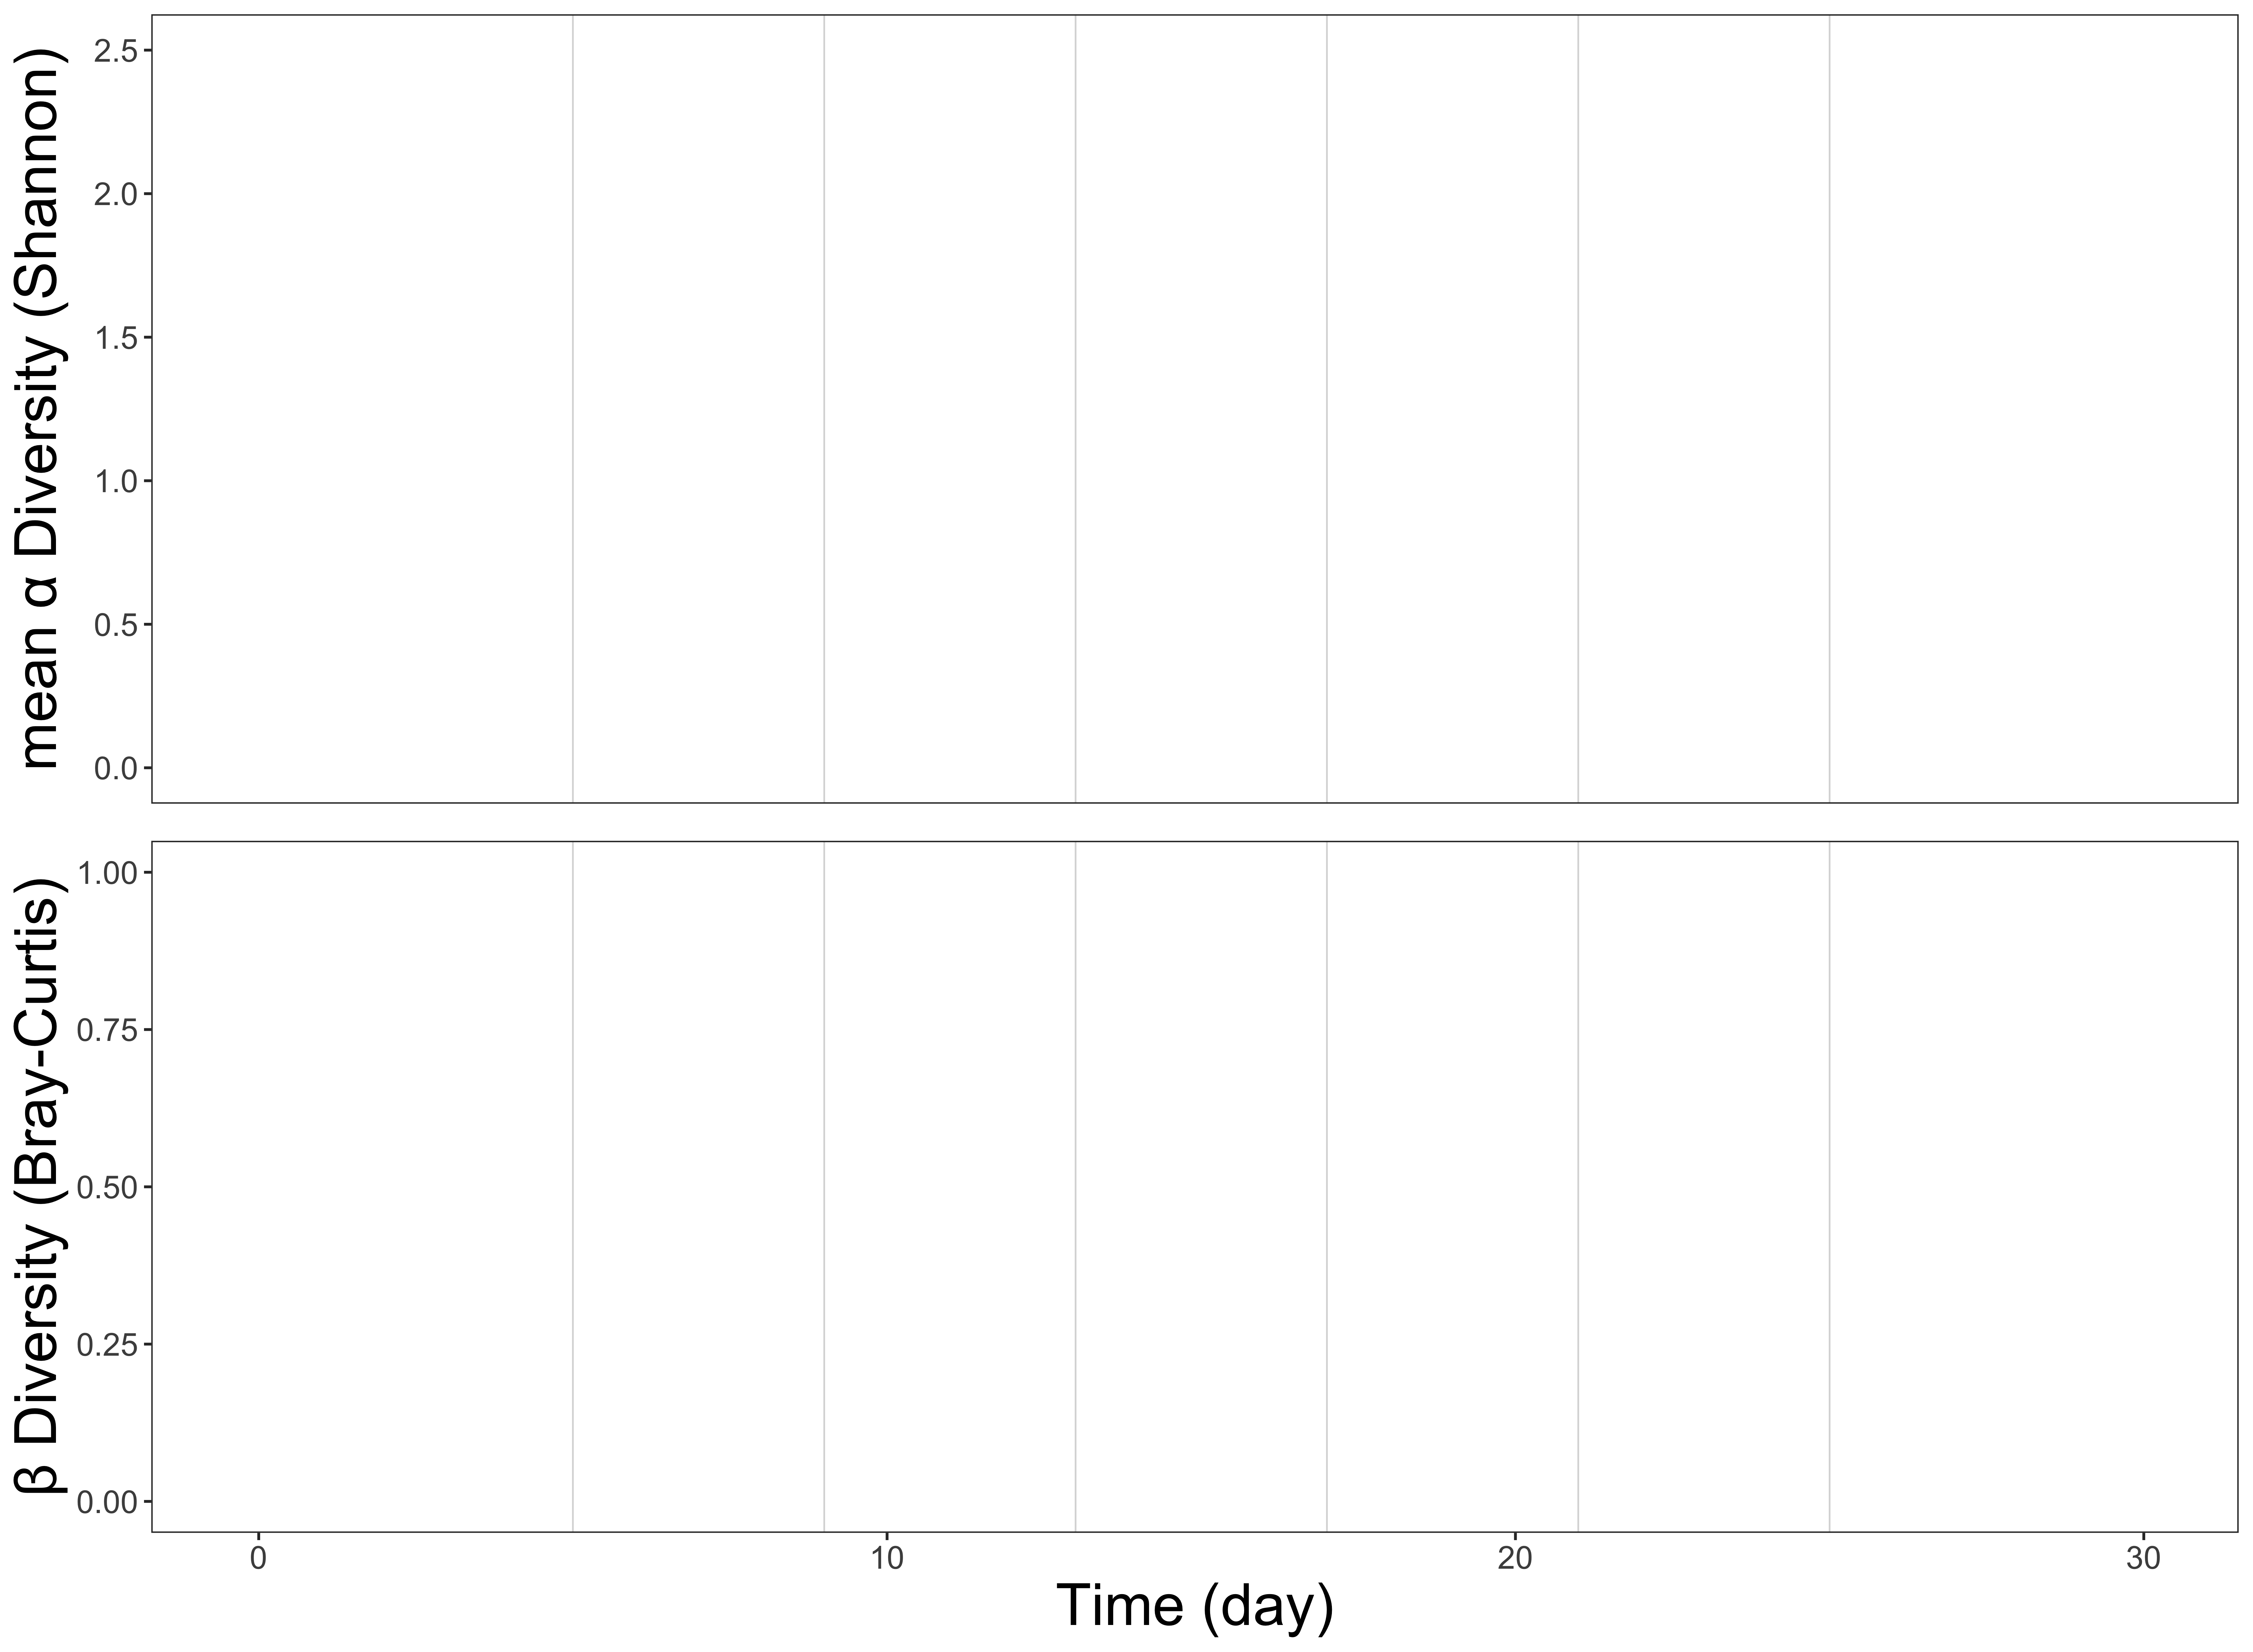 mean α Diversity (Shannon)
2.5
2.0
1.5
1.0
0.5
0.0
β Diversity (Bray-Curtis)
1.00
0.75
0.50
0.25
0.00
0 10 20 30
Time (day)